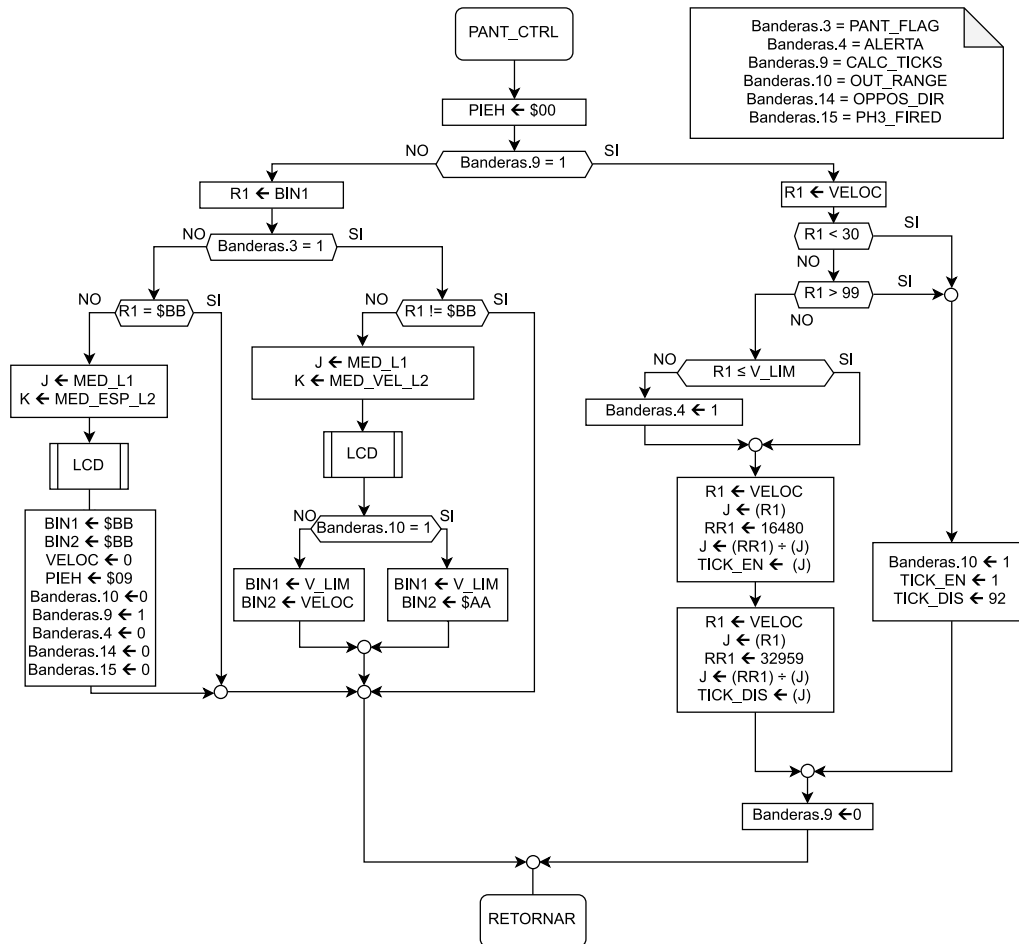 PANT_CTRL
Banderas.3 = PANT_FLAG
Banderas.4 = ALERTA
Banderas.9 = CALC_TICKS
Banderas.10 = OUT_RANGE
Banderas.14 = OPPOS_DIR
Banderas.15 = PH3_FIRED
PIEH ← $00
NO
Banderas.9 = 1
SI
R1 ← BIN1
NO
Banderas.3 = 1
SI
NO
R1 = $BB
SI
J ← MED_L1
K ← MED_ESP_L2
LCD
BIN1 ← $BB
BIN2 ← $BB
VELOC ← 0
PIEH ← $09
Banderas.10 ←0
Banderas.9 ← 1
Banderas.4 ← 0
Banderas.14 ← 0
Banderas.15 ← 0
NO
R1 != $BB
SI
J ← MED_L1
K ← MED_VEL_L2
LCD
NO
Banderas.10 = 1
SI
BIN1 ← V_LIM
BIN2 ← VELOC
BIN1 ← V_LIM
BIN2 ← $AA
R1 ← VELOC
R1 < 30
SI
NO
R1 > 99
SI
NO
NO
R1 ≤ V_LIM
SI
Banderas.4 ← 1
R1 ← VELOC
J ← (R1)
RR1 ← 16480
J ← (RR1) ÷ (J)
TICK_EN ← (J)
R1 ← VELOC
J ← (R1)
RR1 ← 32959
J ← (RR1) ÷ (J)
TICK_DIS ← (J)
Banderas.10 ← 1
TICK_EN ← 1
TICK_DIS ← 92
Banderas.9 ←0
RETORNAR